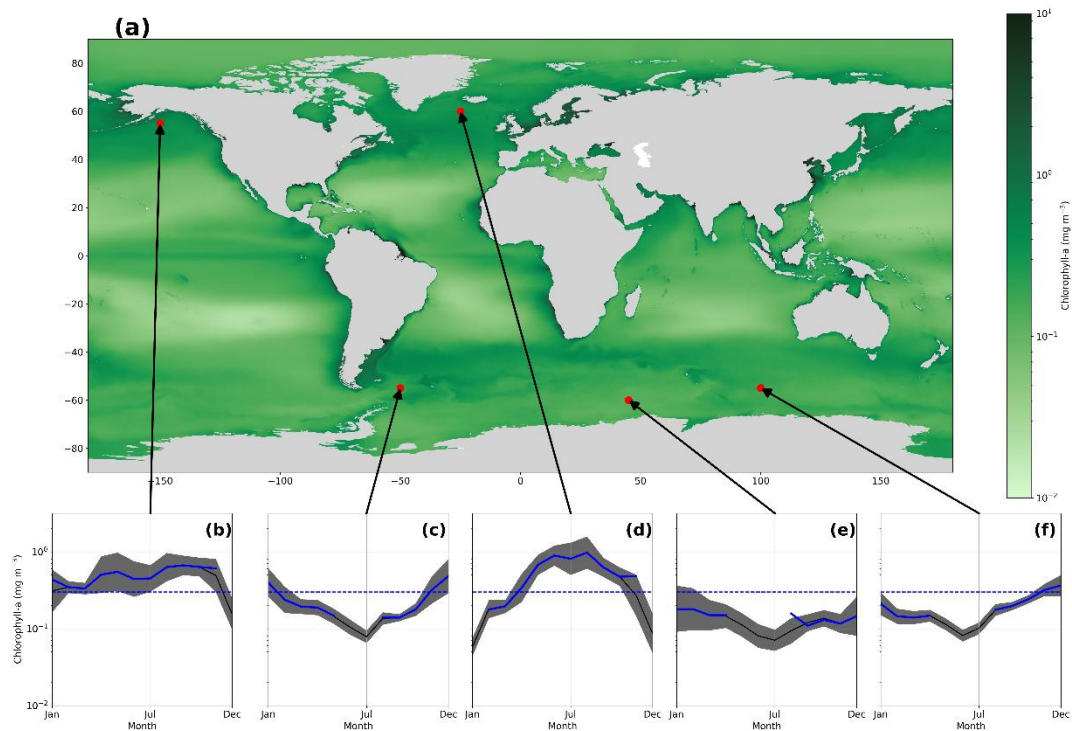 (a)
80
60
40
20
0
−20
−40
−60
−80
−150
−100
−50
0
50
100
150
10¹
10⁰
10⁻¹
10⁻²
Chlorophyll-a (mg m⁻³)
(b)
(c)
(d)
(e)
(f)
10⁰
10⁻¹
10⁻²
Chlorophyll-a (mg m⁻³)
Jan
Jul
Dec
Month
Jan
Jul
Dec
Month
Jan
Jul
Dec
Month
Jan
Jul
Dec
Month
Jan
Jul
Dec
Month